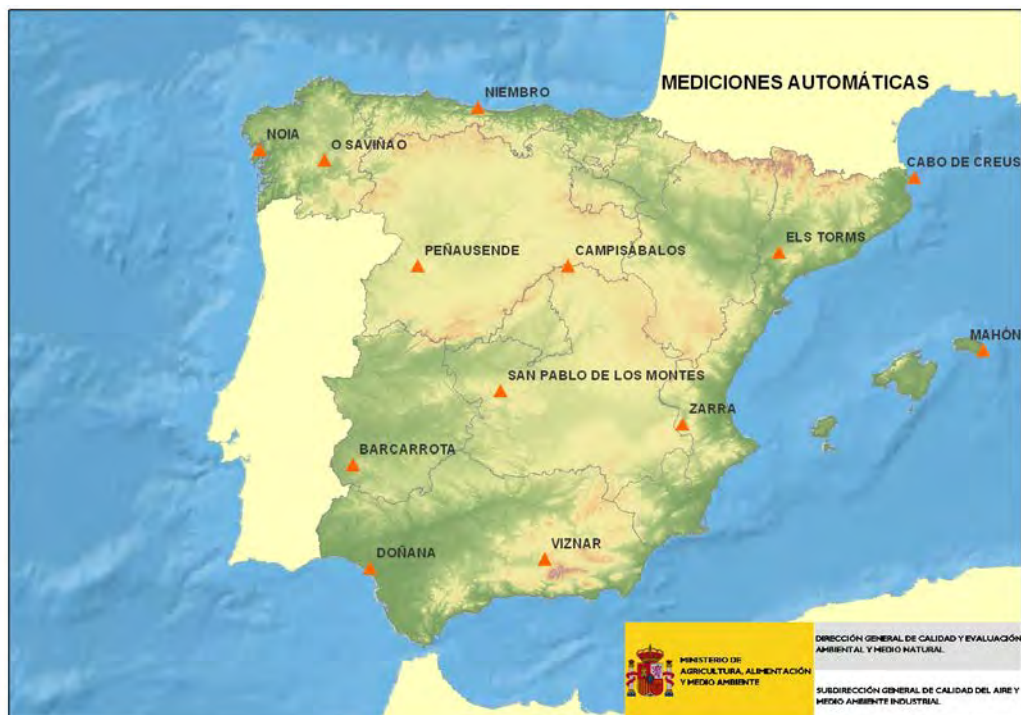 MEDICIONES AUTOMÁTICAS
NIEMBRO
NOIA
O SAVIÑAO
CABO DE CREUS
PEÑAUSENDE
CAMPISÁBALOS
ELS TORMS
MAHÓN
SAN PABLO DE LOS MONTES
ZARRA
BARCARROTA
DOÑANA
VIZNAR
MINISTERIO DE
AGRICULTURA, ALIMENTACIÓN
Y MEDIO AMBIENTE
DIRECCIÓN GENERAL DE CALIDAD Y EVALUACIÓN
AMBIENTAL Y MEDIO NATURAL
SUBDIRECCIÓN GENERAL DE CALIDAD DEL AIRE Y
MEDIO AMBIENTE INDUSTRIAL